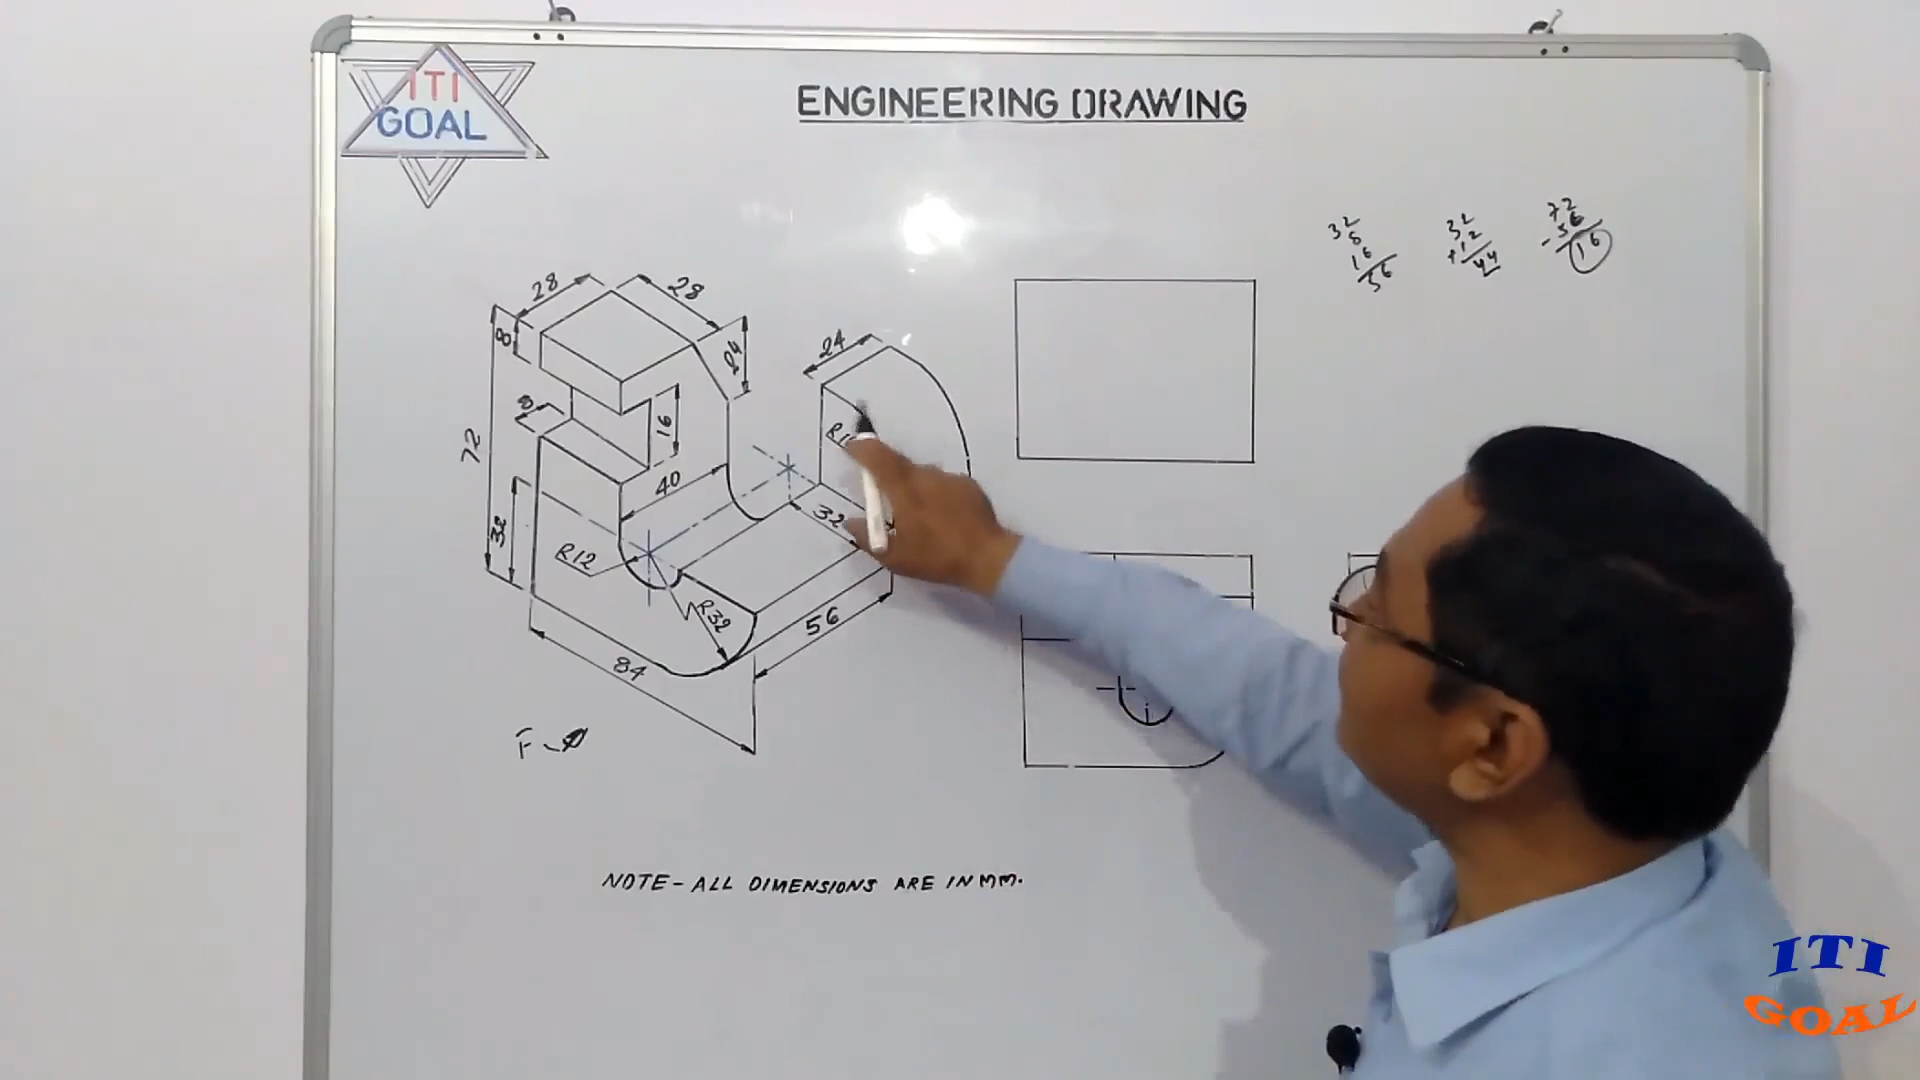 ITI
GOAL
ENGINEERING DRAWING
32
8
16
56
32
+12
44
72
-56
16
28
28
8
24
24
8
16
72
40
32
32
R12
R32
56
84
F-
NOTE-ALL DIMENSIONS ARE IN MM.
ITI
GOAL